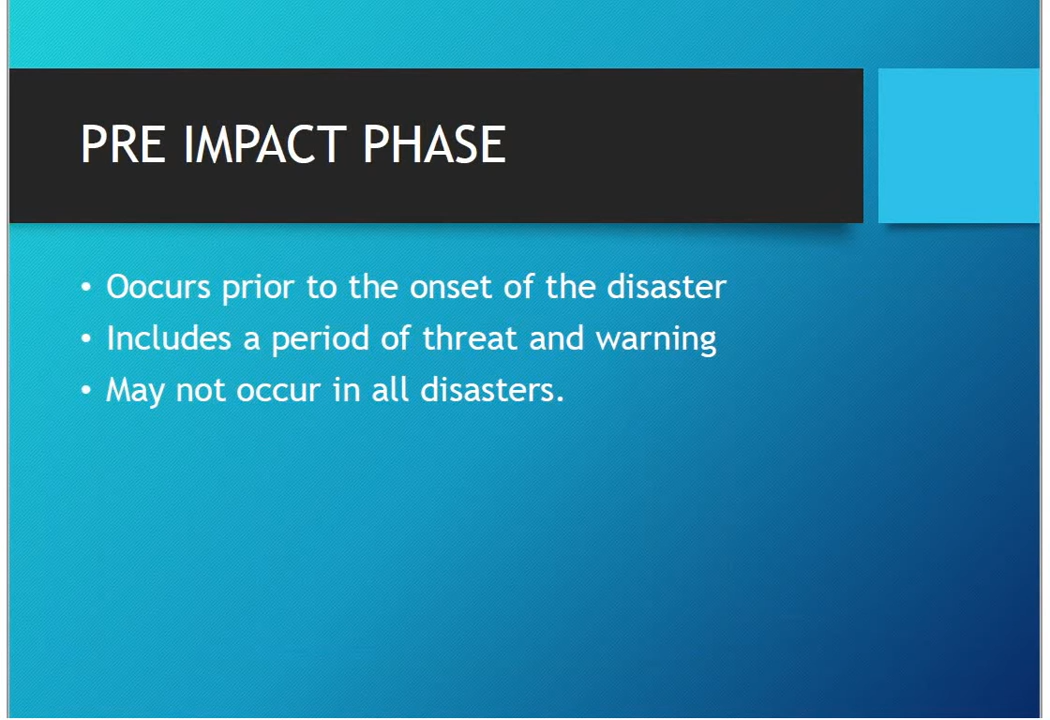 PRE IMPACT PHASE
• Oocurs prior to the onset of the disaster
• Includes a period of threat and warning
• May not occur in all disasters.